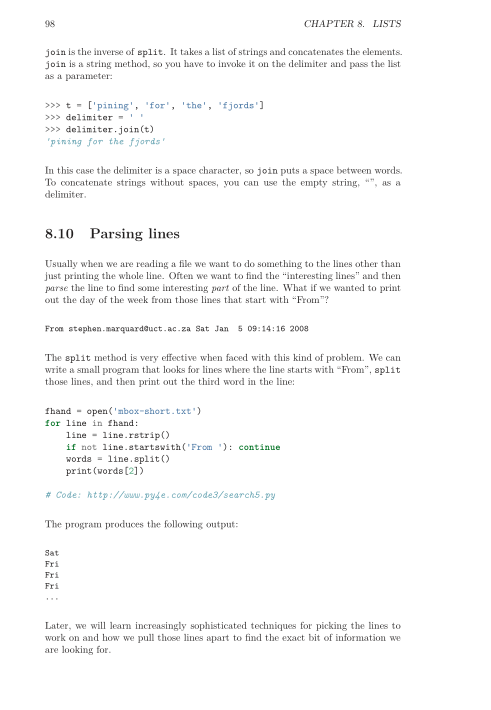 98 CHAPTER 8. LISTS
join is the inverse of split. It takes a list of strings and concatenates the elements.
join is a string method, so you have to invoke it on the delimiter and pass the list
as a parameter:
>>> t = ['pining', 'for', 'the', 'fjords']
>>> delimiter = ' '
>>> delimiter.join(t)
'pining for the fjords'
In this case the delimiter is a space character, so join puts a space between words.
To concatenate strings without spaces, you can use the empty string, “”, as a
delimiter.
8.10 Parsing lines
Usually when we are reading a file we want to do something to the lines other than
just printing the whole line. Often we want to find the “interesting lines” and then
parse the line to find some interesting part of the line. What if we wanted to print
out the day of the week from those lines that start with “From”?
From stephen.marquard@uct.ac.za Sat Jan  5 09:14:16 2008
The split method is very effective when faced with this kind of problem. We can
write a small program that looks for lines where the line starts with “From”, split
those lines, and then print out the third word in the line:
fhand = open('mbox-short.txt')
for line in fhand:
    line = line.rstrip()
    if not line.startswith('From '): continue
    words = line.split()
    print(words[2])
# Code: http://www.py4e.com/code3/search5.py
The program produces the following output:
Sat
Fri
Fri
Fri
...
Later, we will learn increasingly sophisticated techniques for picking the lines to
work on and how we pull those lines apart to find the exact bit of information we
are looking for.